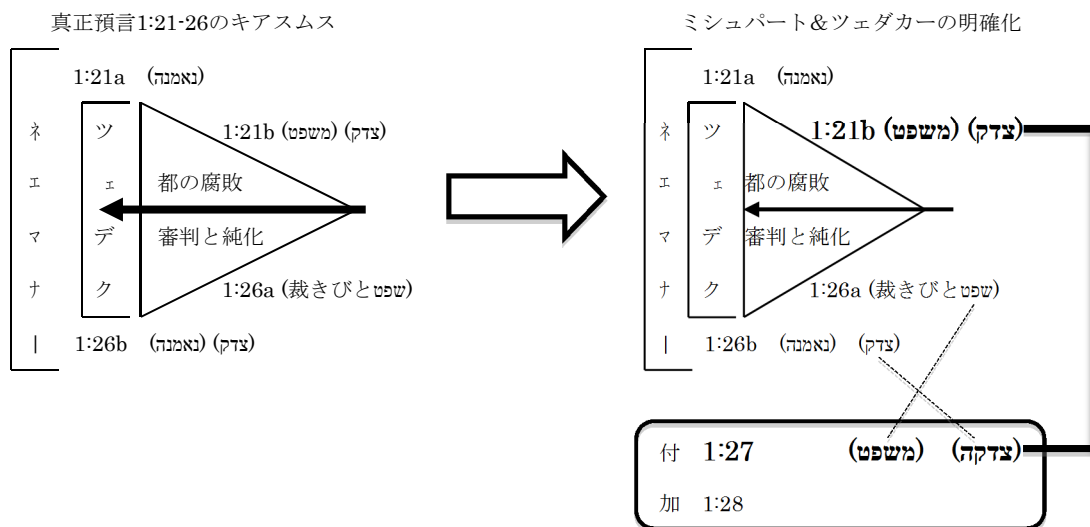 真正預言1:21-26のキアスムス
1:21a (נאמנה)
ネエマナー
ツェデク
1:21b (משפט) (צדק)
都の腐敗
審判と純化
1:26a (裁きびとשפט)
1:26b (נאמנה) (צדק)
ミシュパート&ツェダカーの明確化
1:21a (נאמנה)
ネエマナー
ツェデク
1:21b (משפט) (צדק)
都の腐敗
審判と純化
1:26a (裁きびとשפט)
1:26b (נאמנה) (צדק)
付加
1:27 (משפט) (צדקה)
1:28